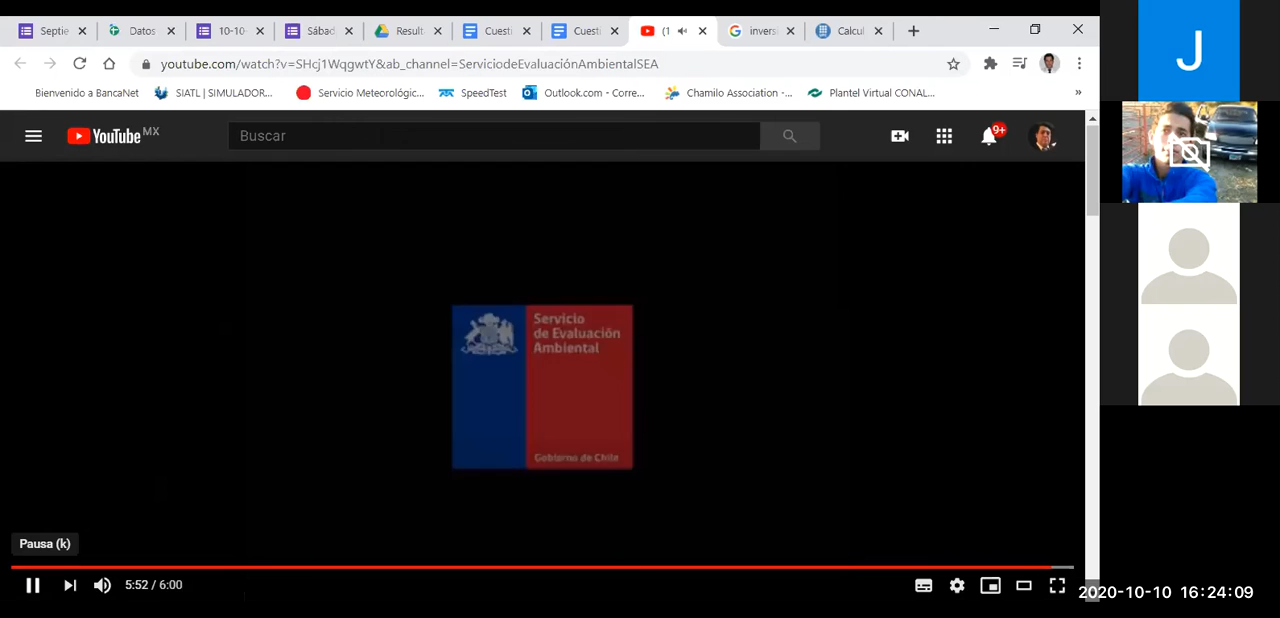 Septie
Datos
10-10-
Sábad
Result
Cuesti
Cuesti
(1
invers
Calcul
youtube.com/watch?v=SHcj1WqgwtY&ab_channel=ServiciodeEvaluaciónAmbientalSEA
Bienvenido a BancaNet
SIATL | SIMULADOR...
Servicio Meteorológic...
SpeedTest
Outlook.com - Corre...
Chamilo Association -...
Plantel Virtual CONAL...
»
YouTube MX
Buscar
9+
J
Servicio
de Evaluación
Ambiental
Gobierno de Chile
Pausa (k)
5:52 / 6:00
2020-10-10 16:24:09